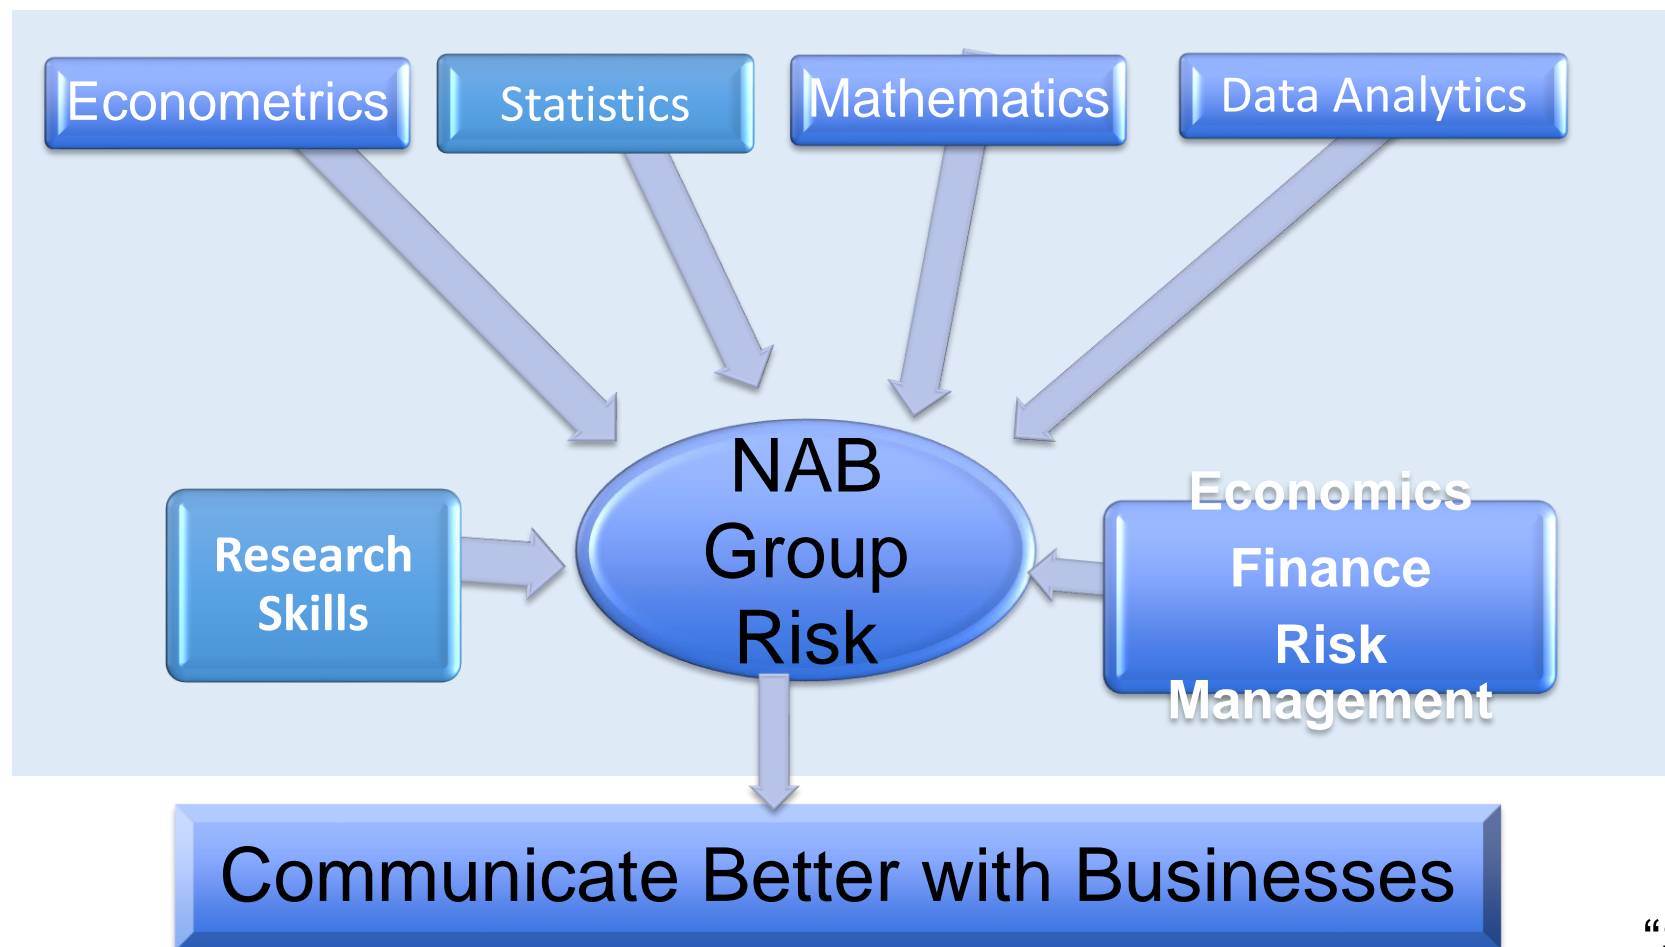 Econometrics
Statistics
Mathematics
Data Analytics
NAB
Group
Risk
Research
Skills
Economics
Finance
Risk
Management
Communicate Better with Businesses
“